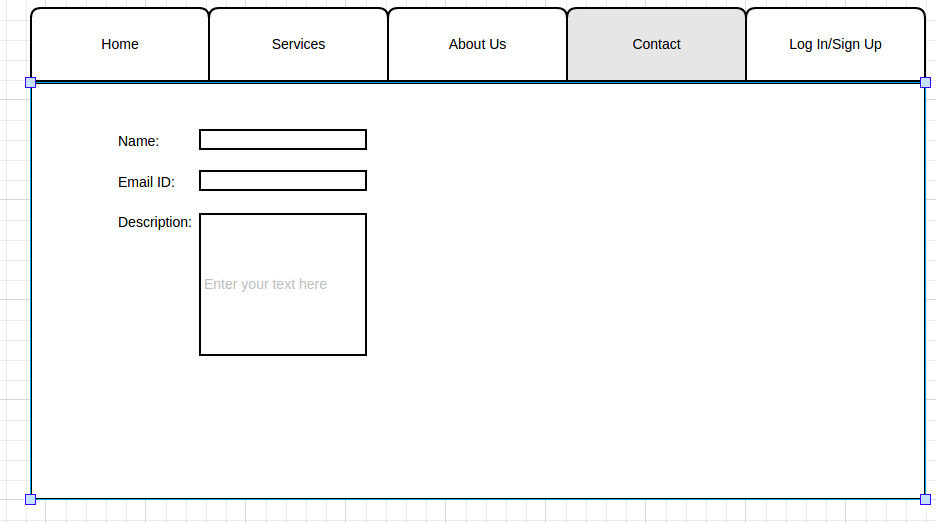 Home
Services
About Us
Contact
Log In/Sign Up
Name:
Email ID:
Description:
Enter your text here